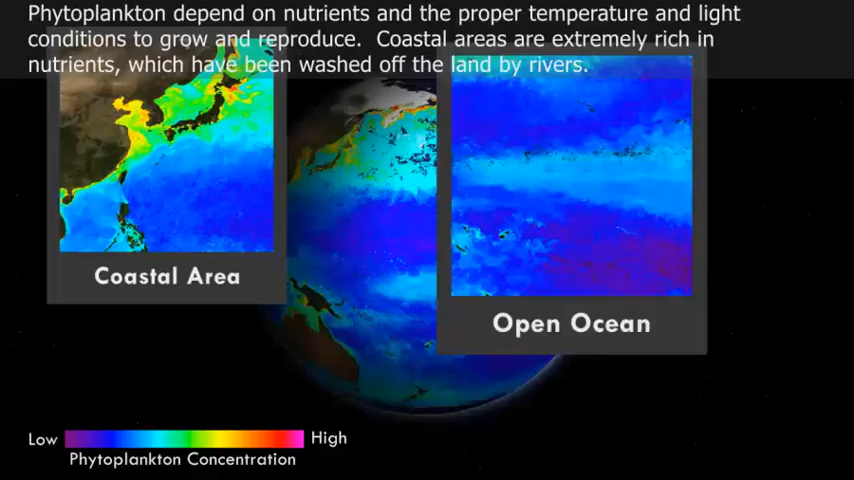 Phytoplankton depend on nutrients and the proper temperature and light
conditions to grow and reproduce.  Coastal areas are extremely rich in
nutrients, which have been washed off the land by rivers.
Coastal Area
Open Ocean
Low
High
Phytoplankton Concentration